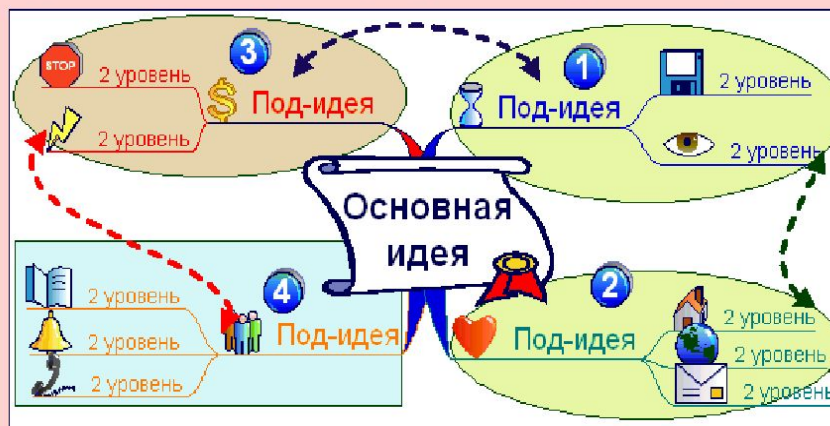 3
STOP
2 уровень
Под-идея
2 уровень
1
2 уровень
Под-идея
2 уровень
Основная
идея
4
2 уровень
2 уровень
Под-идея
2 уровень
2
2 уровень
Под-идея
2 уровень
2 уровень